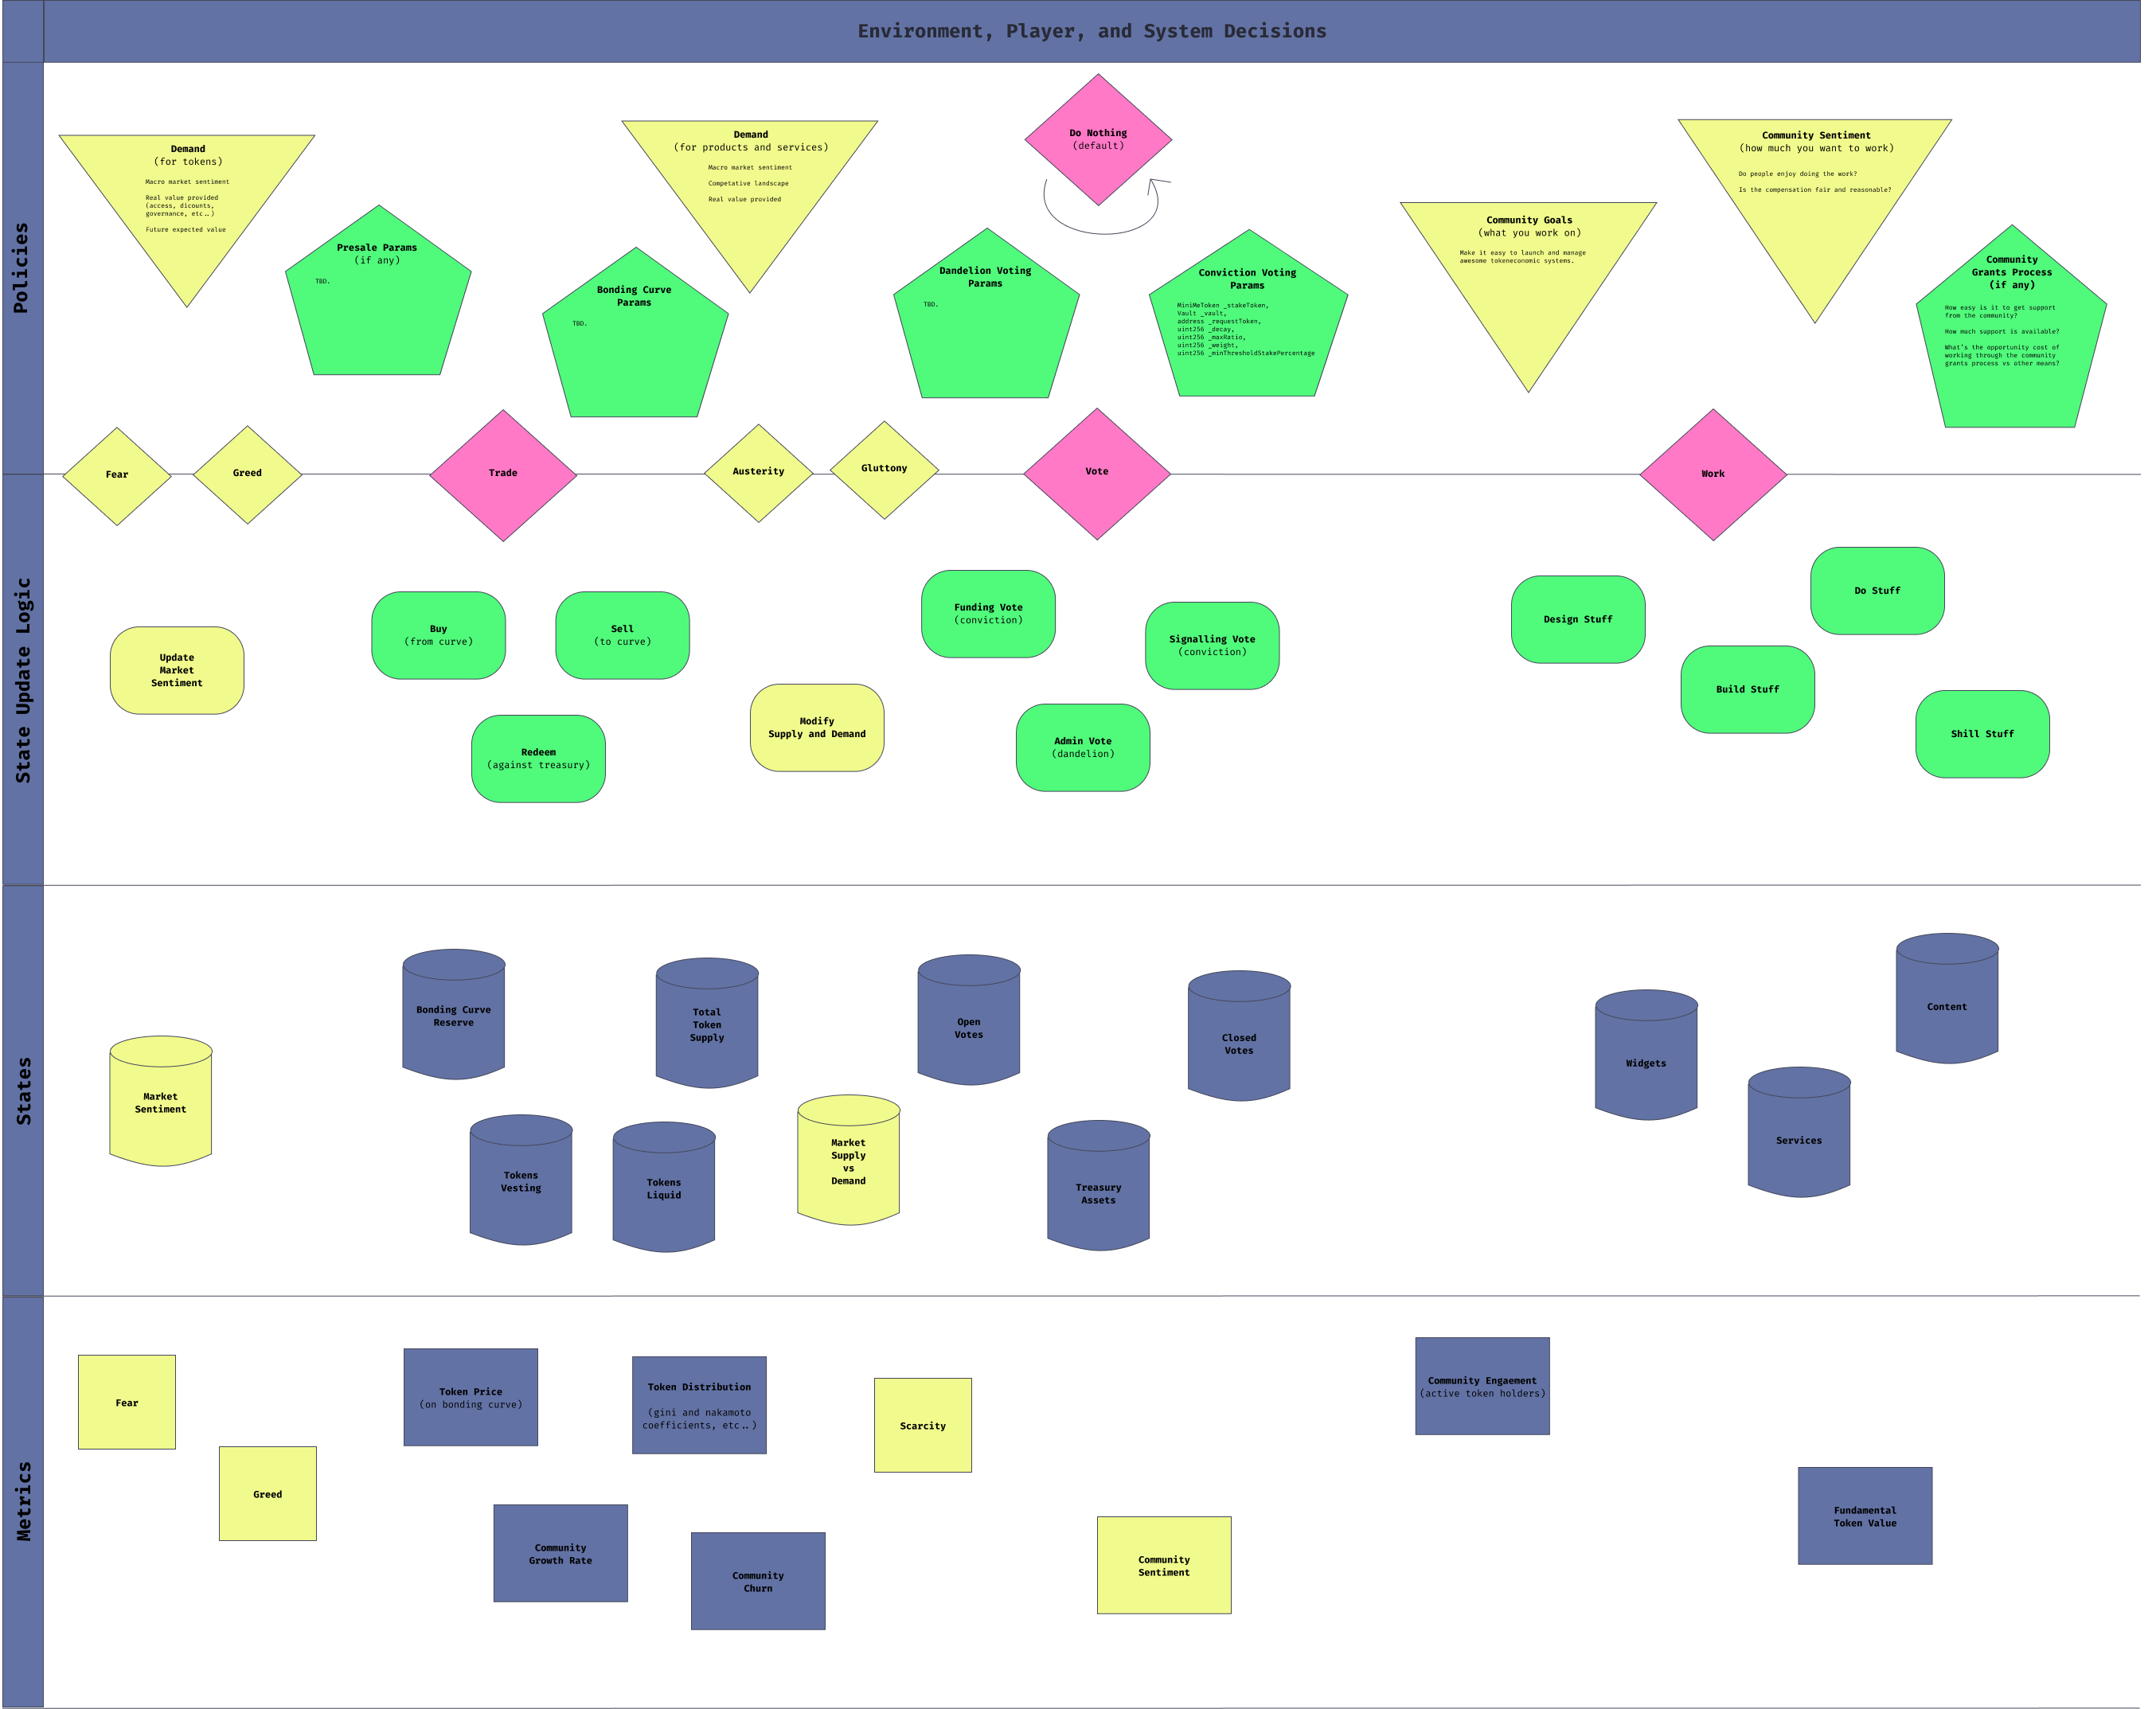 Environment, Player, and System Decisions
Policies
Demand
(for tokens)
Macro market sentiment
Real value provided
(access, dicounts,
governance, etc..)
Future expected value
Presale Params
(if any)
TBD.
Demand
(for products and services)
Macro market sentiment
Competative landscape
Real value provided
Bonding Curve
Params
TBD.
Do Nothing
(default)
Dandelion Voting
Params
TBD.
Conviction Voting
Params
MiniMeToken _stakeToken,
Vault _vault,
address _requestToken,
uint256 _decay,
uint256 _maxRatio,
uint256 _weight,
uint256 _minThresholdStakePercentage
Community Goals
(what you work on)
Make it easy to launch and manage
awesome tokeneconomic systems.
Community Sentiment
(how much you want to work)
Do people enjoy doing the work?
Is the compensation fair and reasonable?
Community
Grants Process
(if any)
How easy is it to get support
from the community?
How much support is available?
What's the opportunity cost of
working through the community
grants process vs other means?
Fear
Greed
Trade
Austerity
Gluttony
Vote
Work
State Update Logic
Update
Market
Sentiment
Buy
(from curve)
Sell
(to curve)
Redeem
(against treasury)
Modify
Supply and Demand
Funding Vote
(conviction)
Signalling Vote
(conviction)
Admin Vote
(dandelion)
Design Stuff
Do Stuff
Build Stuff
Shill Stuff
States
Market
Sentiment
Bonding Curve
Reserve
Total
Token
Supply
Open
Votes
Closed
Votes
Widgets
Content
Services
Tokens
Vesting
Tokens
Liquid
Market
Supply
vs
Demand
Treasury
Assets
Metrics
Fear
Greed
Token Price
(on bonding curve)
Token Distribution
(gini and nakamoto
coefficients, etc..)
Scarcity
Community Engaement
(active token holders)
Community
Growth Rate
Community
Churn
Community
Sentiment
Fundamental
Token Value